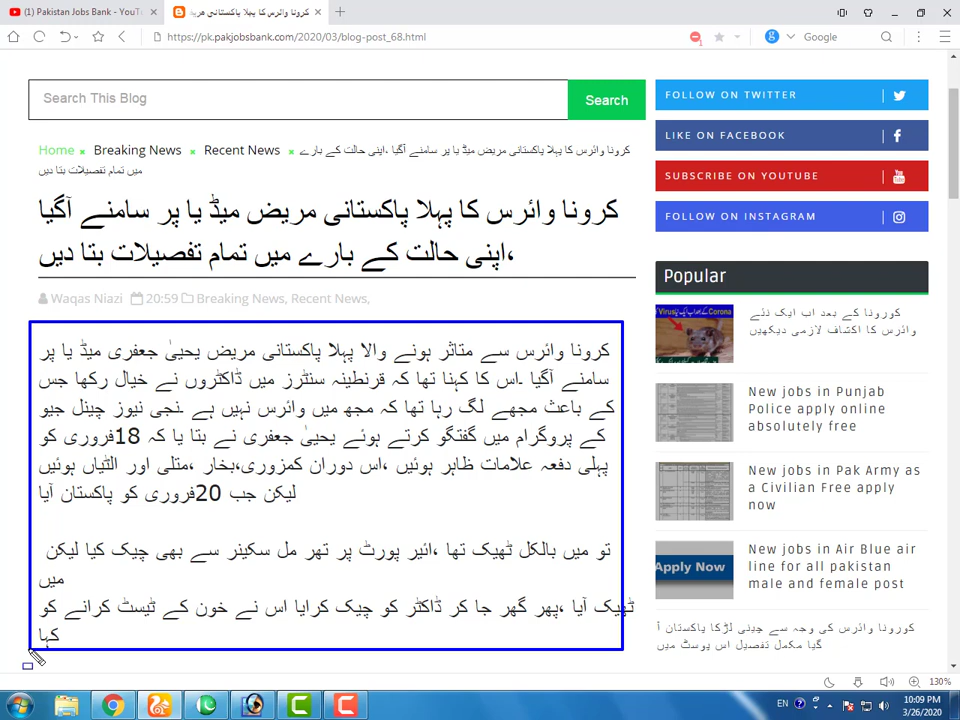 (1) Pakistan Jobs Bank - YouTu
کرونا وائرس کا پہلا پاکستانی مریض
https://pk.pakjobsbank.com/2020/03/blog-post_68.html
Google
Search This Blog
Search
Home × Breaking News × Recent News × کرونا وائرس کا پہلا پاکستانی مریض میڈ یا پر سامنے آگیا ،اپنی حالت کے بارے
میں تمام تفصیلات بتا دیں
کرونا وائرس کا پہلا پاکستانی مریض میڈ یا پر سامنے آگیا
،اپنی حالت کے بارے میں تمام تفصیلات بتا دیں
Waqas Niazi 20:59 Breaking News, Recent News,
کرونا وائرس سے متاثر ہونے والا پہلا پاکستانی مریض یحییٰ جعفری میڈ یا پر
سامنے آگیا ۔اس کا کہنا تھا کہ قرنطینہ سنٹرز میں ڈاکٹروں نے خیال رکھا جس
کے باعث مجھے لگ رہا تھا کہ مجھ میں وائرس نہیں ہے ۔نجی نیوز چینل جیو
کے پروگرام میں گفتگو کرتے ہوئے یحییٰ جعفری نے بتا یا کہ 18فروری کو
پہلی دفعہ علامات ظاہر ہوئیں ،اس دوران کمزوری،بخار ،متلی اور الٹیاں ہوئیں
لیکن جب 20فروری کو پاکستان آیا
تو میں بالکل ٹھیک تھا ،ائیر پورٹ پر تھر مل سکینر سے بھی چیک کیا لیکن
میں
ٹھیک آیا ،پھر گھر جا کر ڈاکٹر کو چیک کرایا اس نے خون کے ٹیسٹ کرانے کو
کہا
FOLLOW ON TWITTER
LIKE ON FACEBOOK
SUBSCRIBE ON YOUTUBE
FOLLOW ON INSTAGRAM
Popular
کورونا کے بعد اب ایک نئے
وائرس کا اکشاف لازمی دیکھیں
New jobs in Punjab
Police apply online
absolutely free
New jobs in Pak Army as
a Civilian Free apply
now
Apply Now
New jobs in Air Blue air
line for all pakistan
male and female post
کورونا وائرس کی وجہ سے چینی لڑکا پاکستان آ
گیا مکمل تفصیل اس پوسٹ میں
130%
EN
10:09 PM
3/26/2020